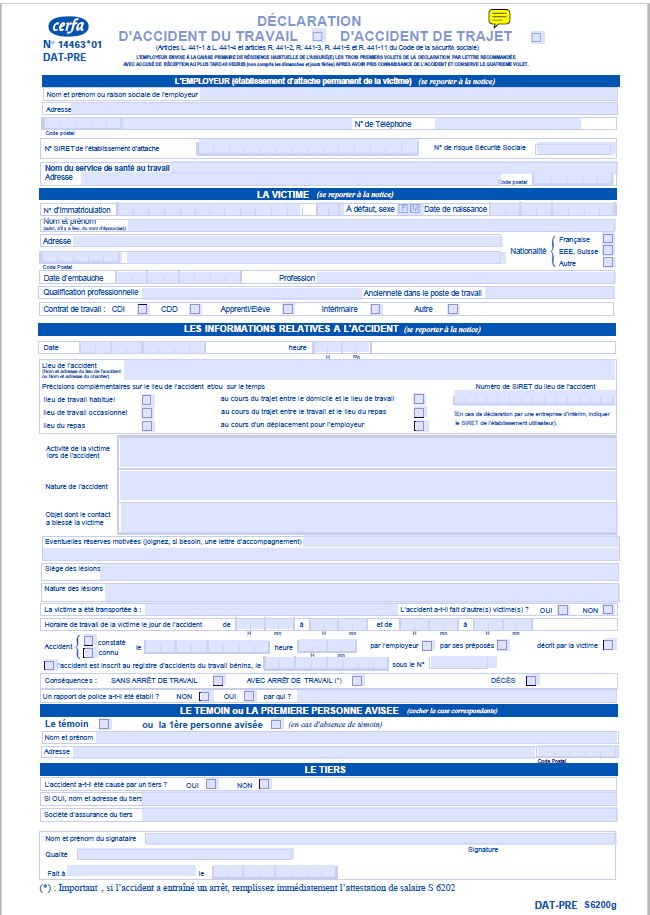 cerfa
DÉCLARATION
N° 14463*01
D'ACCIDENT DU TRAVAIL D'ACCIDENT DE TRAJET
(Articles L. 441-1 à L. 441-4 et articles R. 441-2, R. 441-3, R. 441-5 et R. 441-11 du Code de la sécurité sociale)
DAT-PRE
L'EMPLOYEUR ENVOIE À LA CAISSE PRIMAIRE DE RÉSIDENCE HABITUELLE DE L'ASSURÉ(E) LES TROIS PREMIERS VOLETS DE LA DECLARATION PAR LETTRE RECOMMANDÉE
AVEC ACCUSÉ DE RÉCEPTION AU PLUS TARD 48 HEURES (non compris les dimanches et jours fériés) APRÈS AVOIR PRIS CONNAISSANCE DE L'ACCIDENT ET CONSERVE LE QUATRIEME VOLET.
L'EMPLOYEUR (établissement d'attache permanent de la victime) (se reporter à la notice)
Nom et prénom ou raison sociale de l'employeur
Adresse
N° de Téléphone
Code postal
N° SIRET de l'établissement d'attache N° de risque Sécurité Sociale
Nom du service de santé au travail
Adresse
Code postal
LA VICTIME (se reporter à la notice)
N° d'immatriculation A défaut, sexe F M Date de naissance
Nom et prénom
(suivi, s'il y a lieu, du nom d'époux(se))
Adresse
Nationalité
Française
EEE, Suisse
Autre
Code Postal
Date d'embauche Profession
Qualification professionnelle Ancienneté dans le poste de travail
Contrat de travail : CDI CDD Apprenti/Elève Intérimaire Autre
LES INFORMATIONS RELATIVES A L'ACCIDENT (se reporter à la notice)
Date heure
H mn
Lieu de l'accident
(Nom et adresse du lieu de l'accident
ou Nom et adresse du chantier)
Précisions complémentaires sur le lieu de l'accident et/ou sur le temps Numéro de SIRET du lieu de l'accident
lieu de travail habituel au cours du trajet entre le domicile et le lieu de travail
lieu de travail occasionnel au cours du trajet entre le travail et le lieu du repas
(En cas de déclaration par une entreprise d'intérim, indiquer
lieu du repas au cours d'un déplacement pour l'employeur
le SIRET de l'établissement utilisateur).
Activité de la victime
lors de l'accident
Nature de l'accident
Objet dont le contact
a blessé la victime
Eventuelles réserves motivées (joignez, si besoin, une lettre d'accompagnement)
Siège des lésions
Nature des lésions
La victime a été transportée à : L'accident a-t-il fait d'autre(s) victime(s) ? OUI NON
Horaire de travail de la victime le jour de l'accident de à et de à
H mn H mn H mn H mn
Accident constaté
connu
le heure par l'employeur par ses préposés décrit par la victime
H mn
l'accident est inscrit au registre d'accidents du travail bénins, le sous le N°
Conséquences : SANS ARRÊT DE TRAVAIL AVEC ARRÊT DE TRAVAIL (*) DÉCÈS
Un rapport de police a-t-il été établi ? NON OUI par qui ?
LE TEMOIN ou LA PREMIERE PERSONNE AVISEE (cocher la case correspondante)
Le témoin ou la 1ère personne avisée (en cas d'absence de témoin)
Nom et prénom
Adresse
Code Postal
LE TIERS
L'accident a-t-il été causé par un tiers ? OUI NON
SI OUI, nom et adresse du tiers
Société d'assurance du tiers
Nom et prénom du signataire
Qualité
Signature
Fait à le
(*) : Important , si l'accident a entraîné un arrêt, remplissez immédiatement l'attestation de salaire S 6202
DAT-PRE S6200g